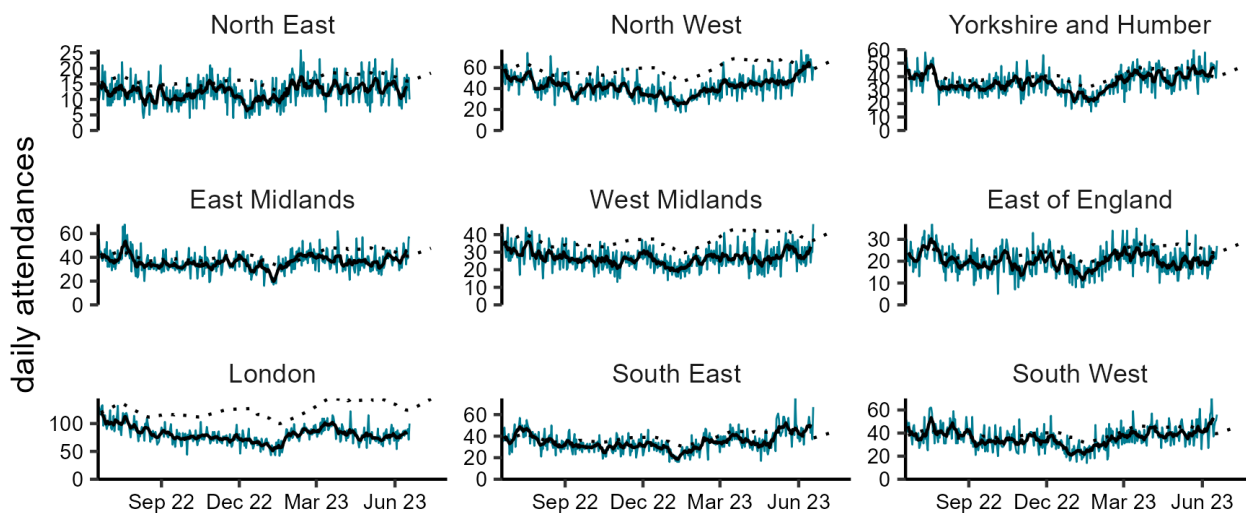 North East North West Yorkshire and Humber
25 20 15 10 5 0
60 40 20 0
60 50 40 30 20 10 0
daily attendances
East Midlands West Midlands East of England
60 40 20 0
40 30 20 10 0
30 20 10 0
London South East South West
100 50 0
60 40 20 0
60 40 20 0
Sep 22 Dec 22 Mar 23 Jun 23 Sep 22 Dec 22 Mar 23 Jun 23 Sep 22 Dec 22 Mar 23 Jun 23